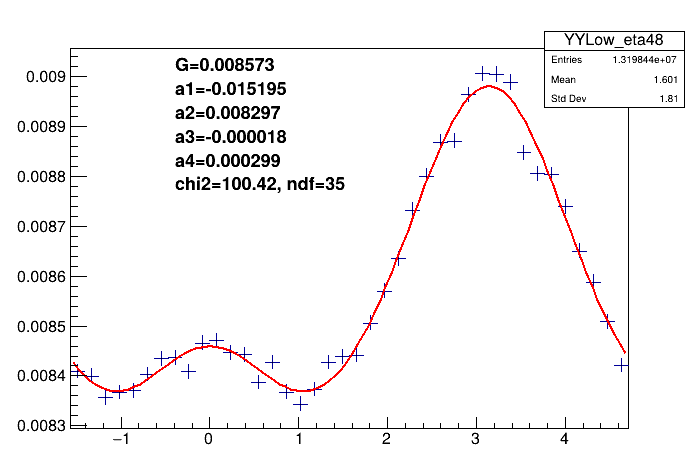 YYLow_eta48
Entries 1.319844e+07
Mean 1.601
Std Dev 1.81
G=0.008573
a1=-0.015195
a2=0.008297
a3=-0.000018
a4=0.000299
chi2=100.42, ndf=35
0.009
0.0089
0.0088
0.0087
0.0086
0.0085
0.0084
0.0083
−1 0 1 2 3 4